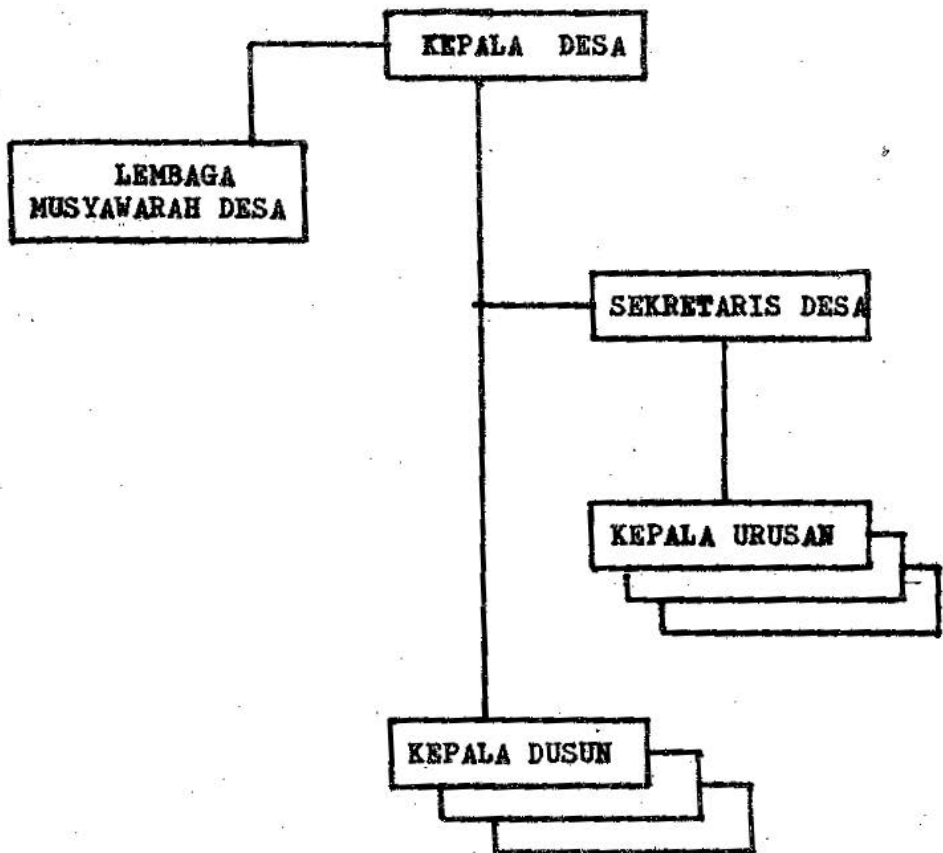 KEPALA DESA
LEMBAGA
MUSYAWARAH DESA
SEKRETARIS DESA
KEPALA URUSAN
KEPALA DUSUN